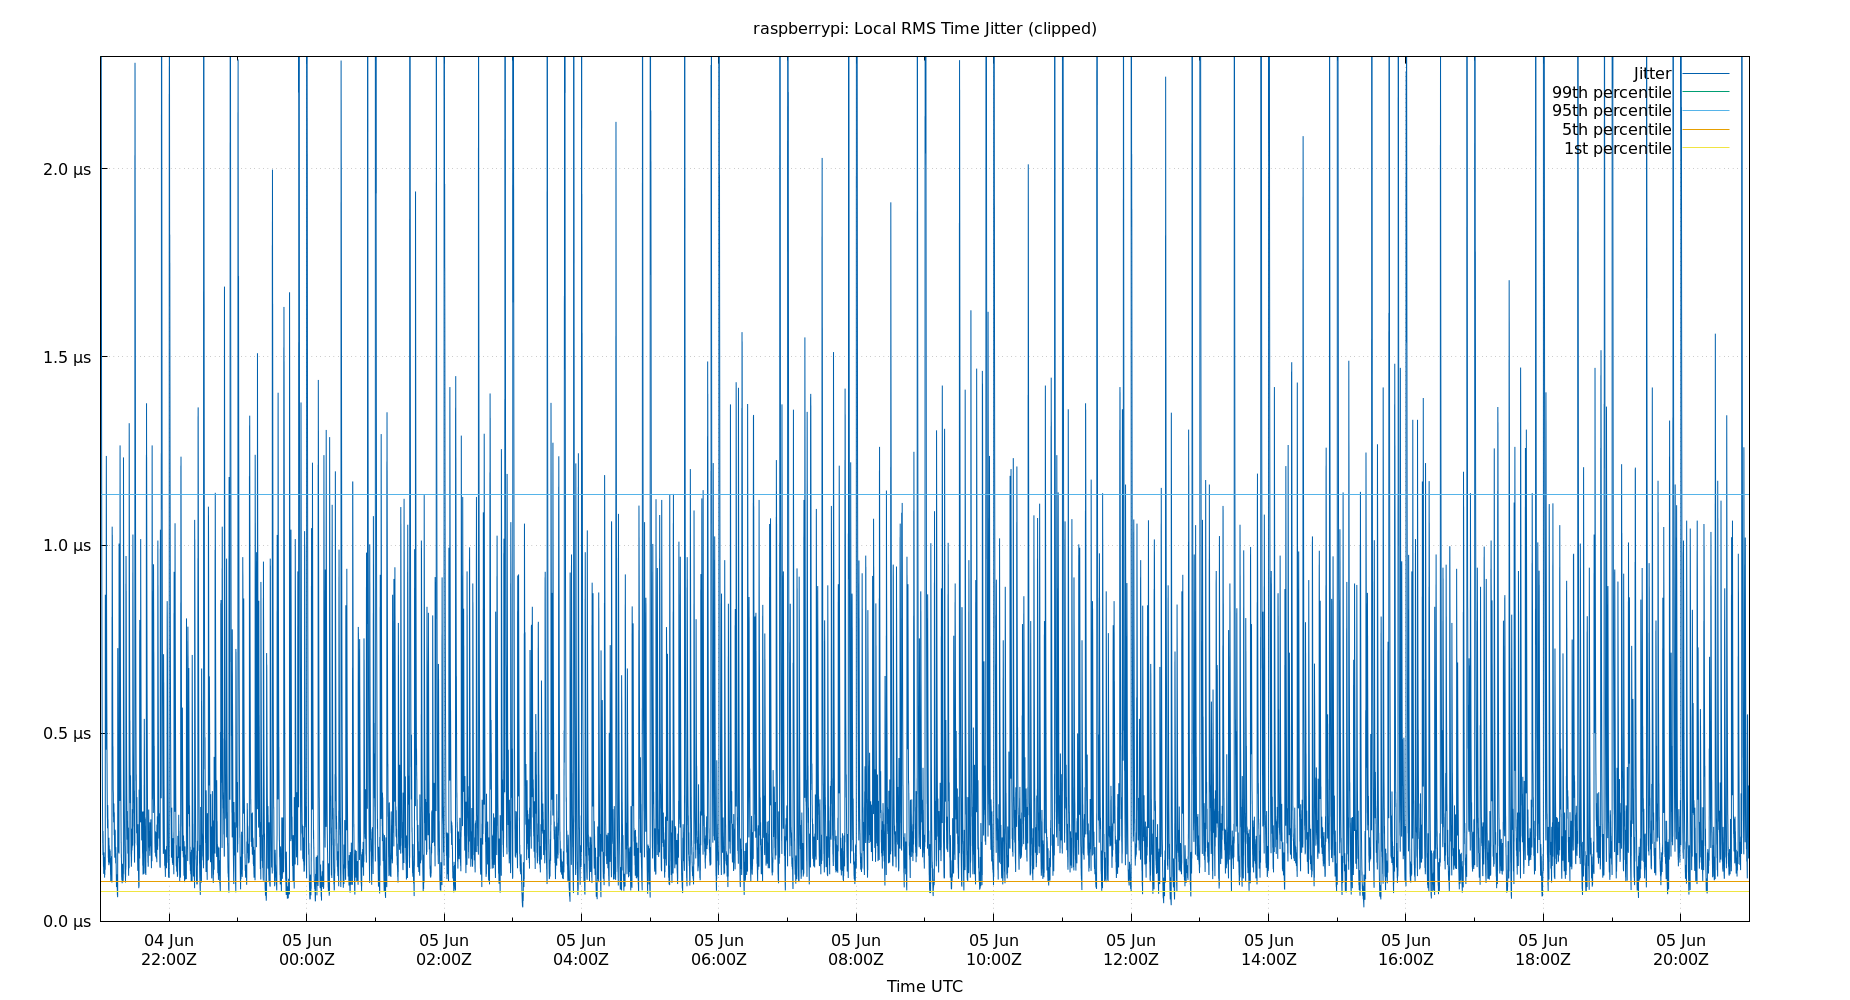 raspberrypi: Local RMS Time Jitter (clipped)
Jitter
99th percentile
95th percentile
5th percentile
1st percentile
2.0 µs
1.5 µs
1.0 µs
0.5 µs
0.0 µs
04 Jun 05 Jun 05 Jun 05 Jun 05 Jun 05 Jun 05 Jun 05 Jun 05 Jun 05 Jun 05 Jun 05 Jun
22:00Z 00:00Z 02:00Z 04:00Z 06:00Z 08:00Z 10:00Z 12:00Z 14:00Z 16:00Z 18:00Z 20:00Z
Time UTC